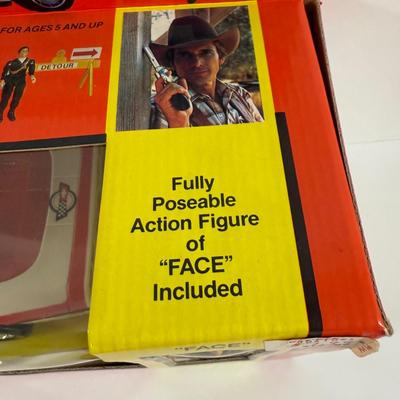 FOR AGES 5 AND UP
DETOUR
Fully
Poseable
Action Figure
of
“FACE”
Included
“FACE”